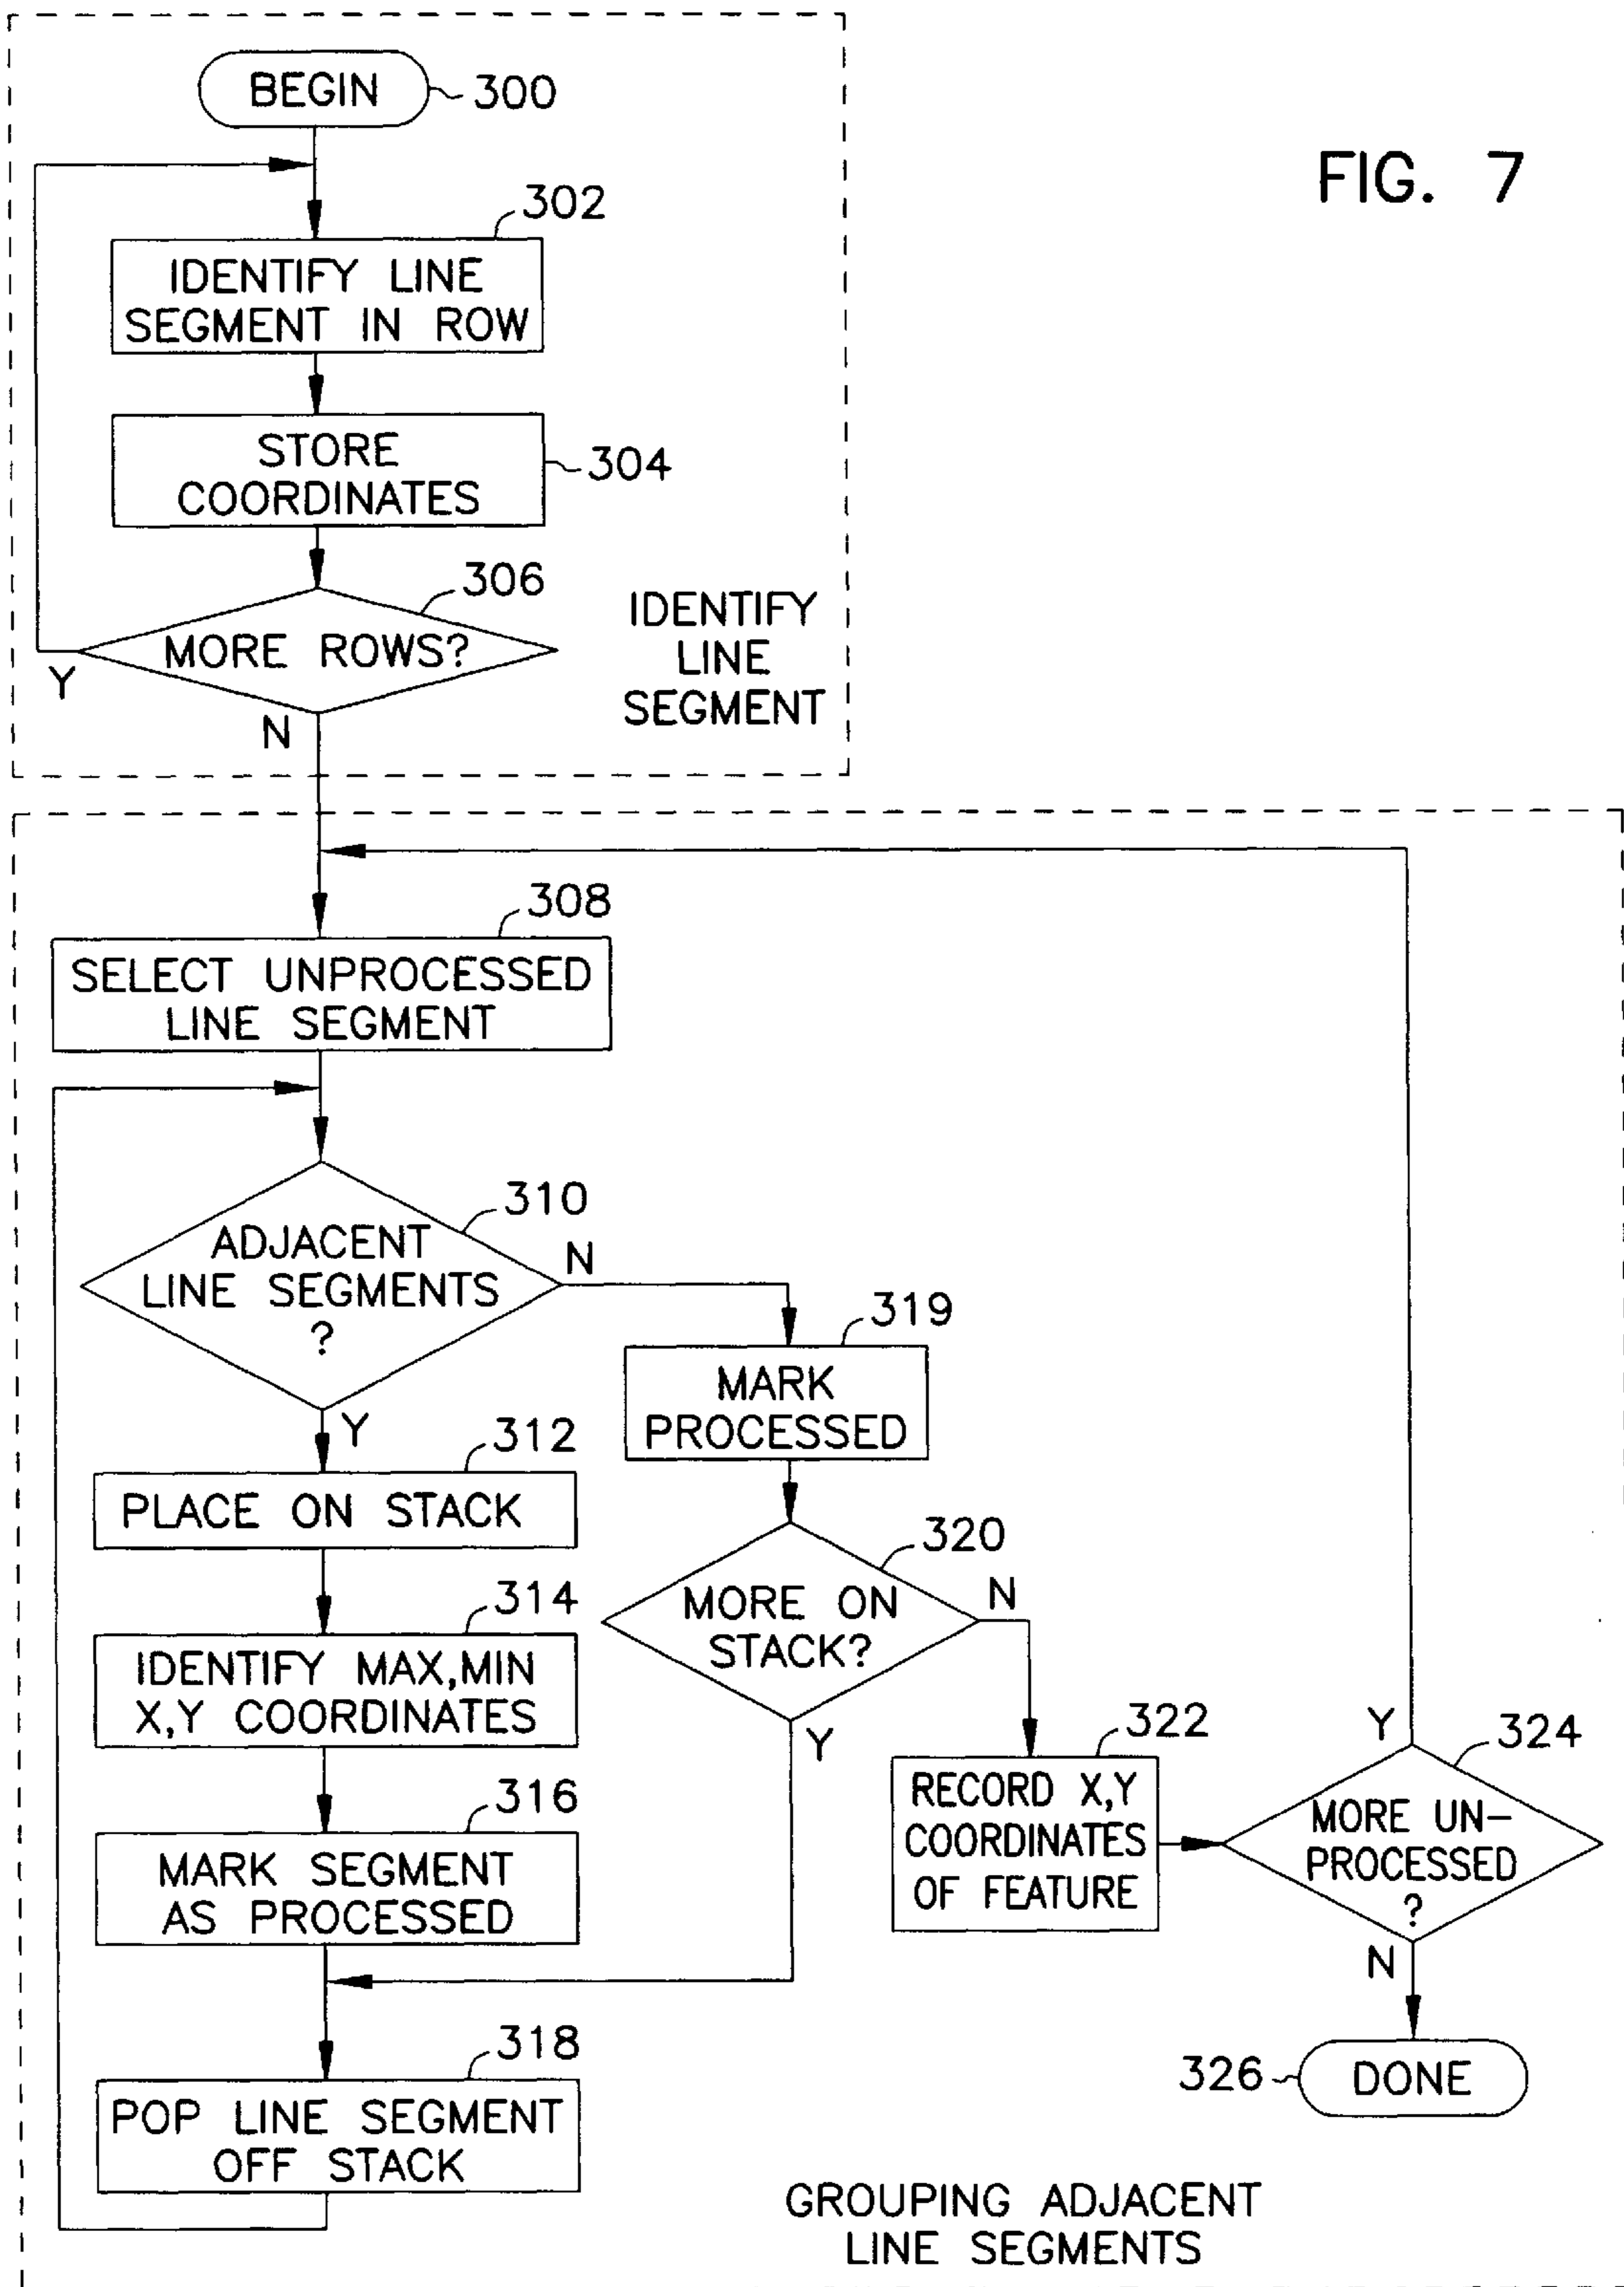 FIG. 7
BEGIN
300
302
IDENTIFY LINE
SEGMENT IN ROW
STORE
COORDINATES
304
306
MORE ROWS?
Y
N
IDENTIFY
LINE
SEGMENT
308
SELECT UNPROCESSED
LINE SEGMENT
310
ADJACENT
LINE SEGMENTS
?
N
Y
319
MARK
PROCESSED
312
PLACE ON STACK
320
MORE ON
STACK?
N
Y
314
IDENTIFY MAX,MIN
X,Y COORDINATES
322
RECORD X,Y
COORDINATES
OF FEATURE
324
Y
MORE UN-
PROCESSED
?
N
316
MARK SEGMENT
AS PROCESSED
318
POP LINE SEGMENT
OFF STACK
326
DONE
GROUPING ADJACENT
LINE SEGMENTS